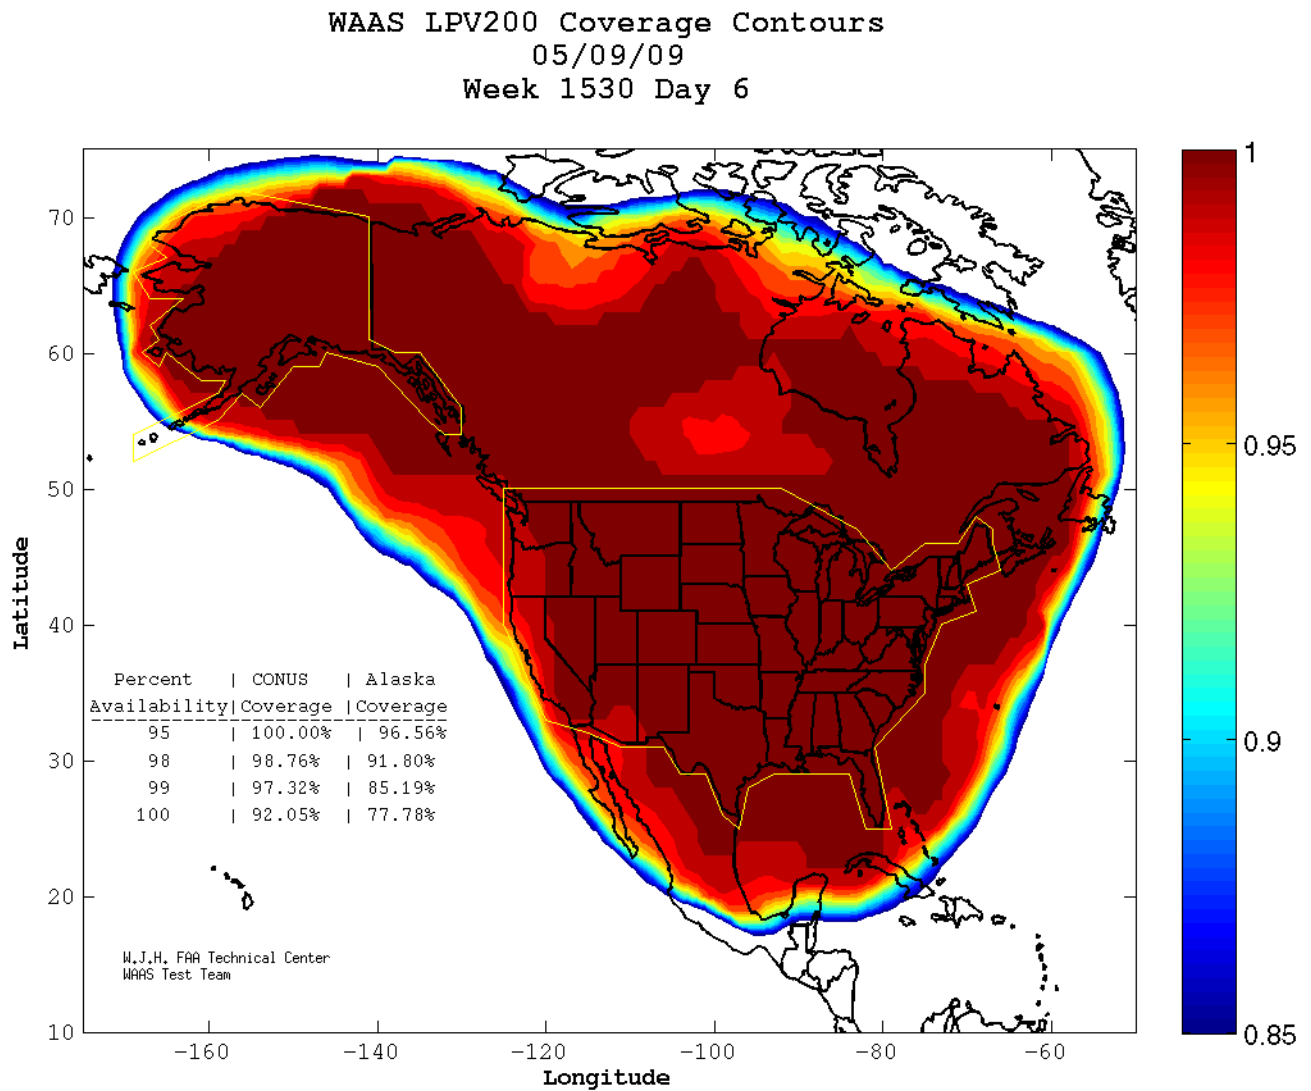 WAAS LPV200 Coverage Contours
05/09/09
Week 1530 Day 6
1
0.95
0.9
0.85
70
60
50
40
30
20
10
Latitude
Percent | CONUS | Alaska
Availability| Coverage | Coverage
95 | 100.00% | 96.56%
98 | 98.76% | 91.80%
99 | 97.32% | 85.19%
100 | 92.05% | 77.78%
W.J.H. FAA Technical Center
WAAS Test Team
-160 -140 -120 -100 -80 -60
Longitude